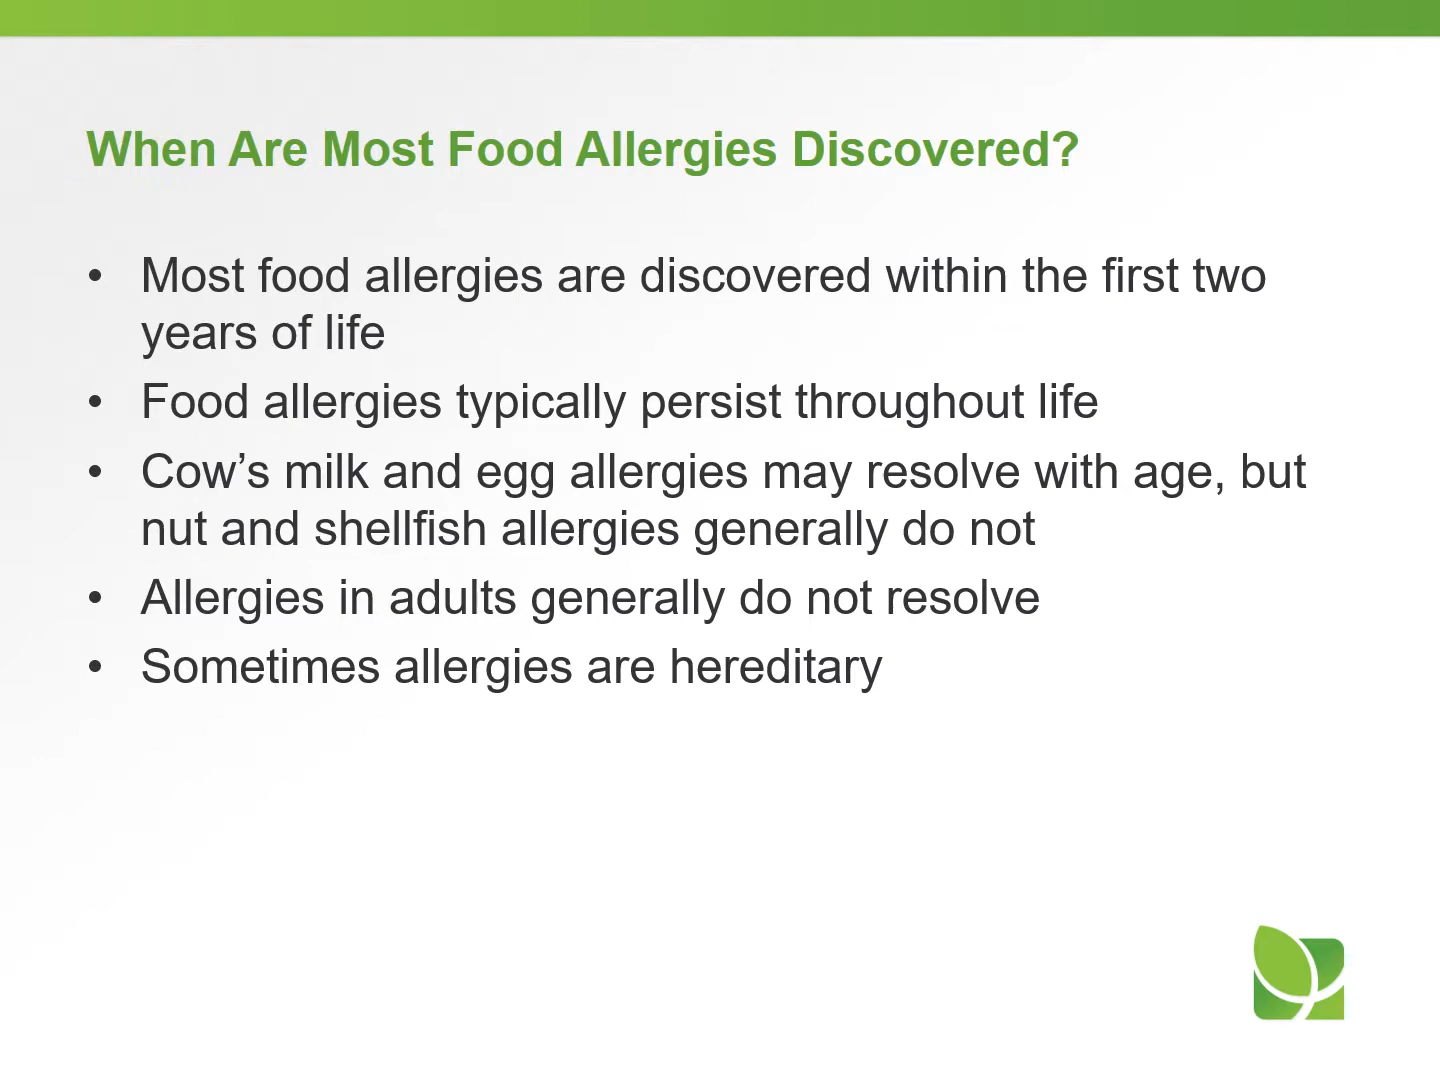 When Are Most Food Allergies Discovered?
• Most food allergies are discovered within the first two
years of life
• Food allergies typically persist throughout life
• Cow’s milk and egg allergies may resolve with age, but
nut and shellfish allergies generally do not
• Allergies in adults generally do not resolve
• Sometimes allergies are hereditary